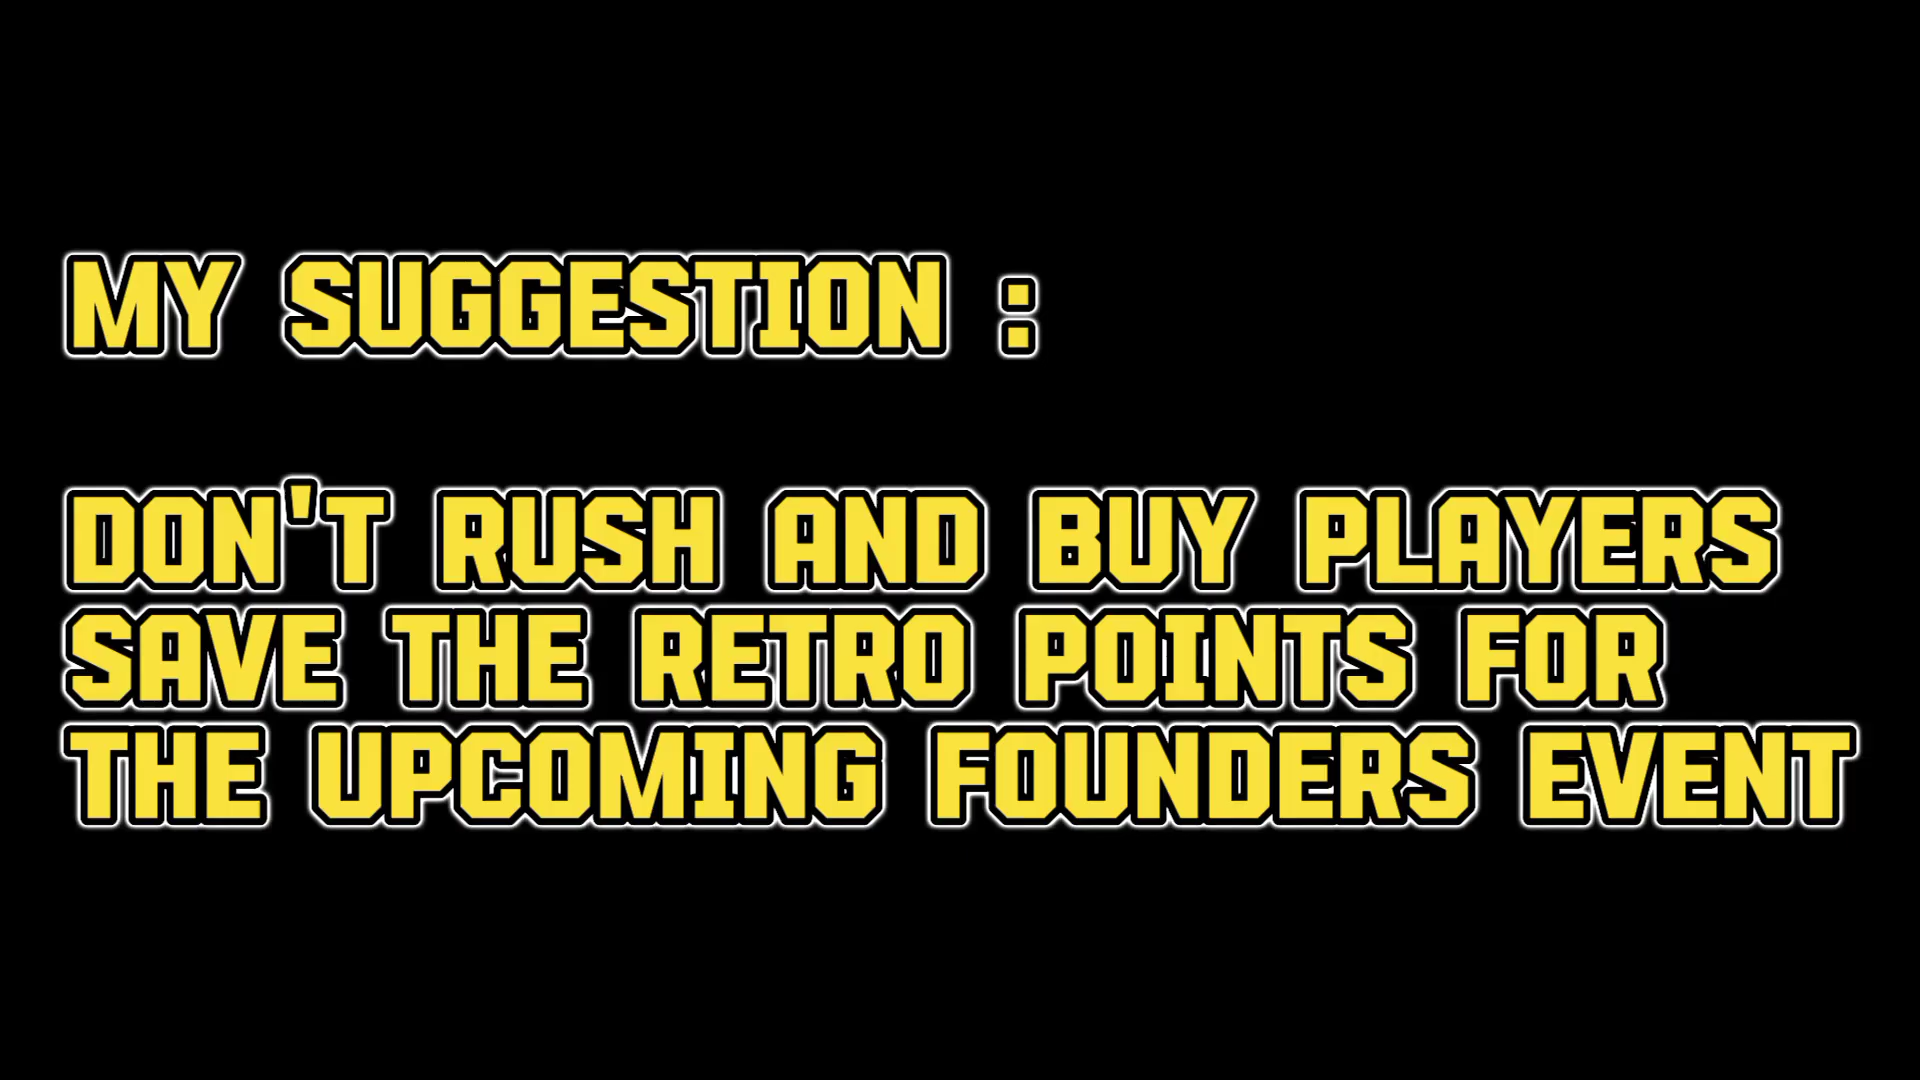 MY SUGGESTION :
DON'T RUSH AND BUY PLAYERS
SAVE THE RETRO POINTS FOR
THE UPCOMING FOUNDERS EVENT